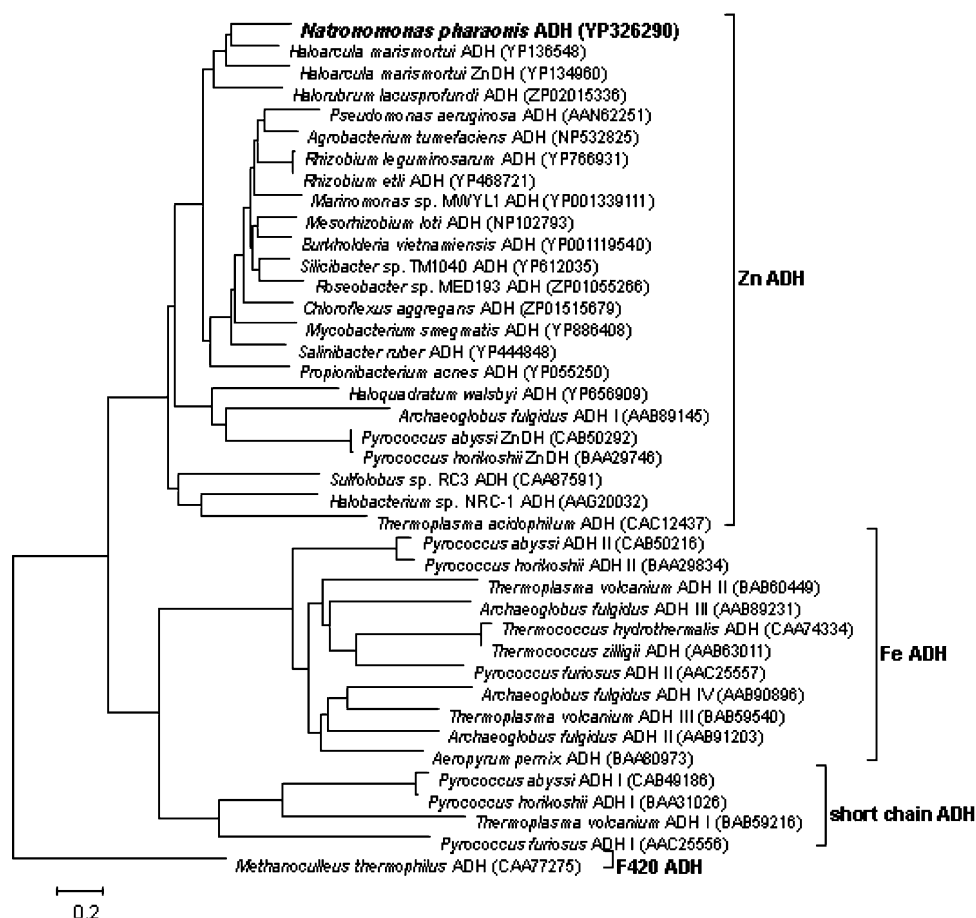 Natronomonas pharaonis ADH (YP326290)
Haloarcula marismortui ADH (YP136548)
Haloarcula marismortui ZnDH (YP134960)
Halorubrum lacusprofundi ADH (ZP02015336)
Pseudomonas aeruginosa ADH (AAN62251)
Agrobacterium tumefaciens ADH (NP532825)
Rhizobium leguminosarum ADH (YP766931)
Rhizobium etli ADH (YP468721)
Marinomonas sp. MWYL1 ADH (YP001339111)
Mesorhizobium loti ADH (NP102793)
Burkholderia vietnamiensis ADH (YP001119540)
Silicibacter sp. TM1040 ADH (YP612035)
Zn ADH
Roseobacter sp. MED193 ADH (ZP01055266)
Chloroflexus aggregans ADH (ZP01515679)
Mycobacterium smegmatis ADH (YP886408)
Salinibacter ruber ADH (YP444848)
Propionibacterium acnes ADH (YP055250)
Haloquadratum walsbyi ADH (YP656909)
Archaeoglobus fulgidus ADH I (AAB89145)
Pyrococcus abyssi ZnDH (CAB50292)
Pyrococcus horikoshii ZnDH (BAA29746)
Sulfolobus sp. RC3 ADH (CAA87591)
Halobacterium sp. NRC-1 ADH (AAG20032)
Thermoplasma acidophilum ADH (CAC12437)
Pyrococcus abyssi ADH II (CAB50216)
Pyrococcus horikoshii ADH II (BAA29834)
Thermoplasma volcanium ADH II (BAB60449)
Archaeoglobus fulgidus ADH III (AAB89231)
Thermococcus hydrothermalis ADH (CAA74334)
Thermococcus zilligii ADH (AAB63011)
Fe ADH
Pyrococcus furiosus ADH II (AAC25557)
Archaeoglobus fulgidus ADH IV (AAB90896)
Thermoplasma volcanium ADH III (BAB59540)
Archaeoglobus fulgidus ADH II (AAB91203)
Aeropyrum pernix ADH (BAA80973)
Pyrococcus abyssi ADH I (CAB49186)
Pyrococcus horikoshii ADH I (BAA31026)
short chain ADH
Thermoplasma volcanium ADH I (BAB59216)
Pyrococcus furiosus ADH I (AAC25556)
Methanoculleus thermophilus ADH (CAA77275)
F420 ADH
0.2